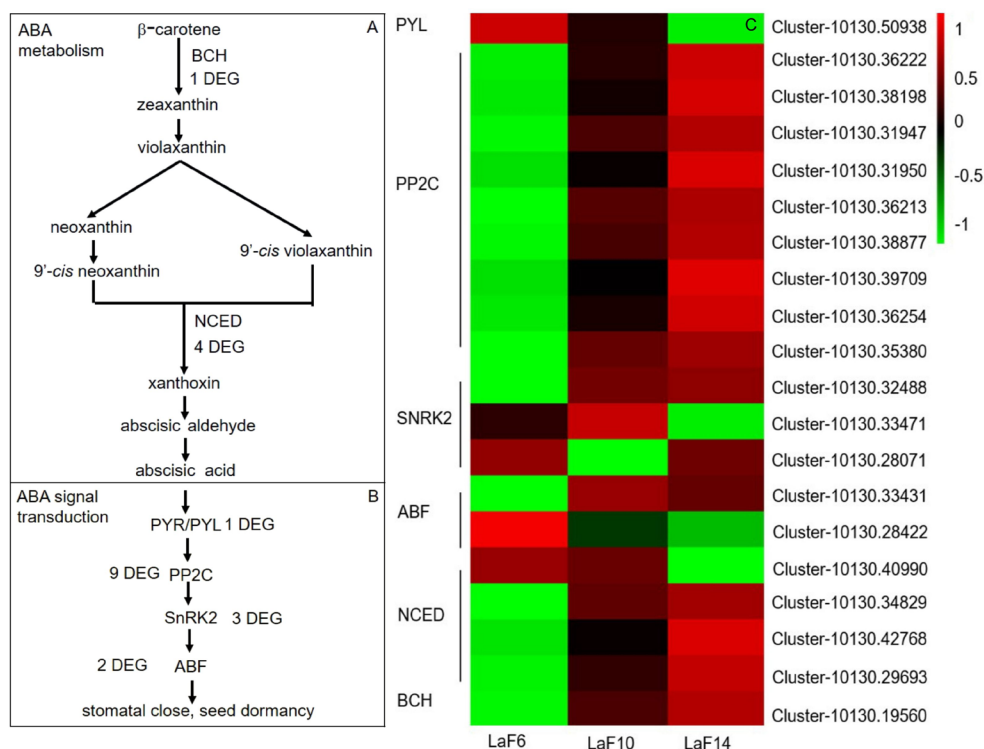 ABA
metabolism
A
β-carotene
BCH
1 DEG
zeaxanthin
violaxanthin
neoxanthin
9'-cis violaxanthin
9'-cis neoxanthin
NCED
4 DEG
xanthoxin
abscisic aldehyde
abscisic acid
ABA signal
transduction
B
PYR/PYL 1 DEG
9 DEG PP2C
SnRK2 3 DEG
2 DEG ABF
stomatal close, seed dormancy
C
PYL
PP2C
SNRK2
ABF
NCED
BCH
Cluster-10130.50938
Cluster-10130.36222
Cluster-10130.38198
Cluster-10130.31947
Cluster-10130.31950
Cluster-10130.36213
Cluster-10130.38877
Cluster-10130.39709
Cluster-10130.36254
Cluster-10130.35380
Cluster-10130.32488
Cluster-10130.33471
Cluster-10130.28071
Cluster-10130.33431
Cluster-10130.28422
Cluster-10130.40990
Cluster-10130.34829
Cluster-10130.42768
Cluster-10130.29693
Cluster-10130.19560
LaF6 LaF10 LaF14
1
0.5
0
-0.5
-1